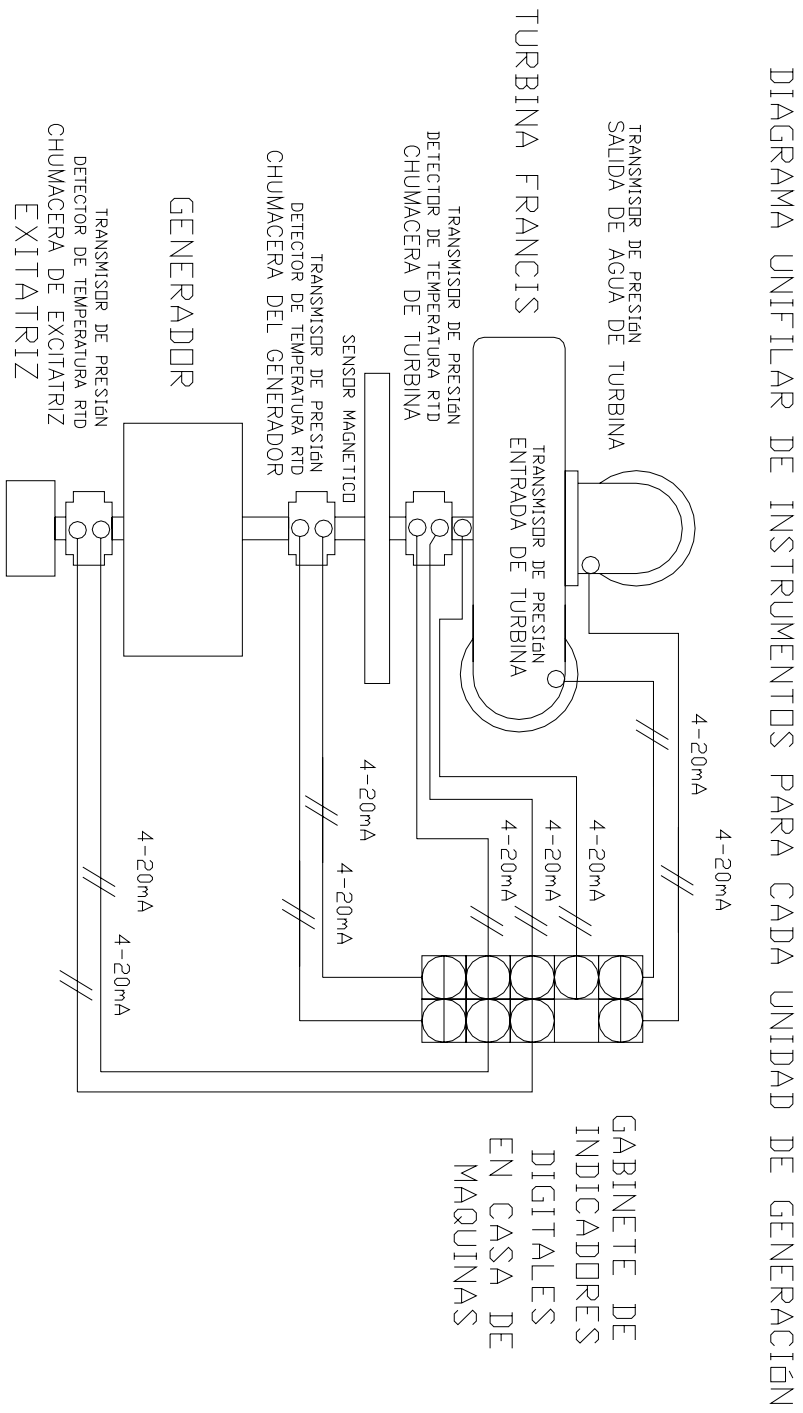 DIAGRAMA UNIFILAR DE INSTRUMENTOS PARA CADA UNIDAD DE GENERACIóN
TRANSMISOR DE PRESIóN
SALIDA DE AGUA DE TURBINA
TURBINA FRANCIS
TRANSMISOR DE PRESIóN
ENTRADA DE TURBINA
TRANSMISOR DE PRESIóN
DETECTOR DE TEMPERATURA RTD
CHUMACERA DE TURBINA
SENSOR MAGNETICO
TRANSMISOR DE PRESIóN
DETECTOR DE TEMPERATURA RTD
CHUMACERA DEL GENERADOR
GENERADOR
TRANSMISOR DE PRESIóN
DETECTOR DE TEMPERATURA RTD
CHUMACERA DE EXCITATRIZ
EXITATRIZ
4-20mA
4-20mA
4-20mA
4-20mA
4-20mA
4-20mA
4-20mA
4-20mA
4-20mA
GABINETE DE
INDICADORES
DIGITALES
EN CASA DE
MAQUINAS